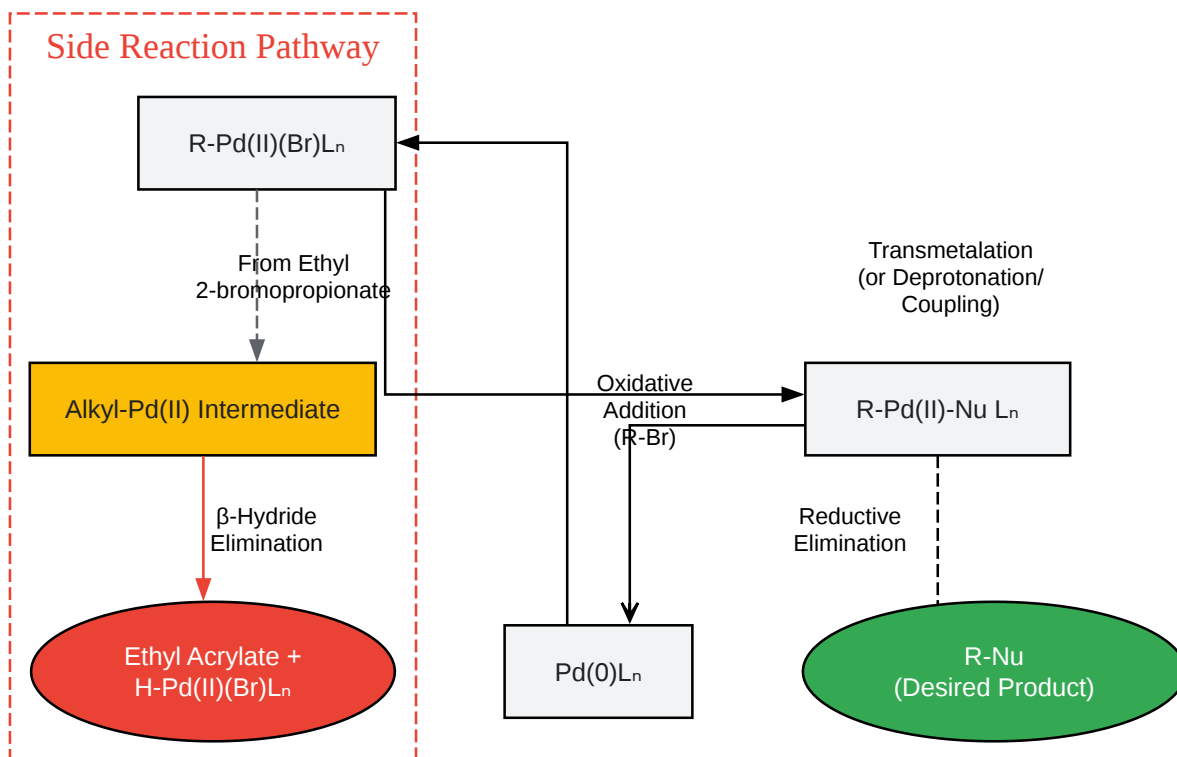 Side Reaction Pathway
R-Pd(II)(Br)Lₙ
From Ethyl
2-bromopropionate
Transmetalation
(or Deprotonation/
Coupling)
Alkyl-Pd(II) Intermediate
Oxidative
Addition
(R-Br)
R-Pd(II)-Nu Lₙ
β-Hydride
Elimination
Reductive
Elimination
Ethyl Acrylate +
H-Pd(II)(Br)Lₙ
Pd(0)Lₙ
R-Nu
(Desired Product)